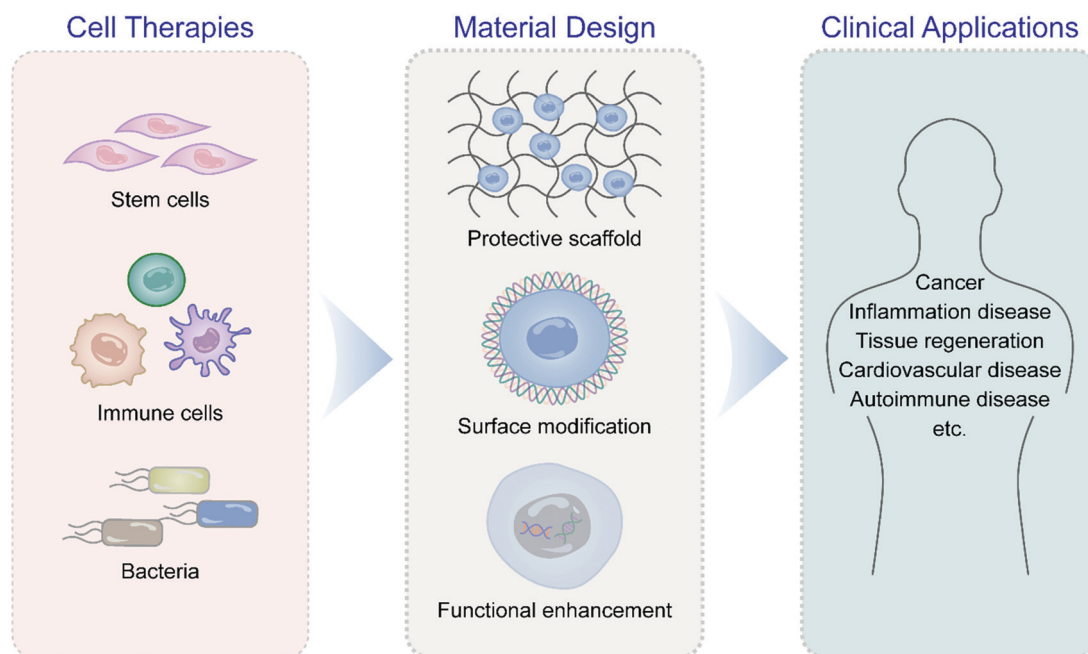 Cell Therapies
Stem cells
Immune cells
Bacteria
Material Design
Protective scaffold
Surface modification
Functional enhancement
Clinical Applications
Cancer
Inflammation disease
Tissue regeneration
Cardiovascular disease
Autoimmune disease
etc.